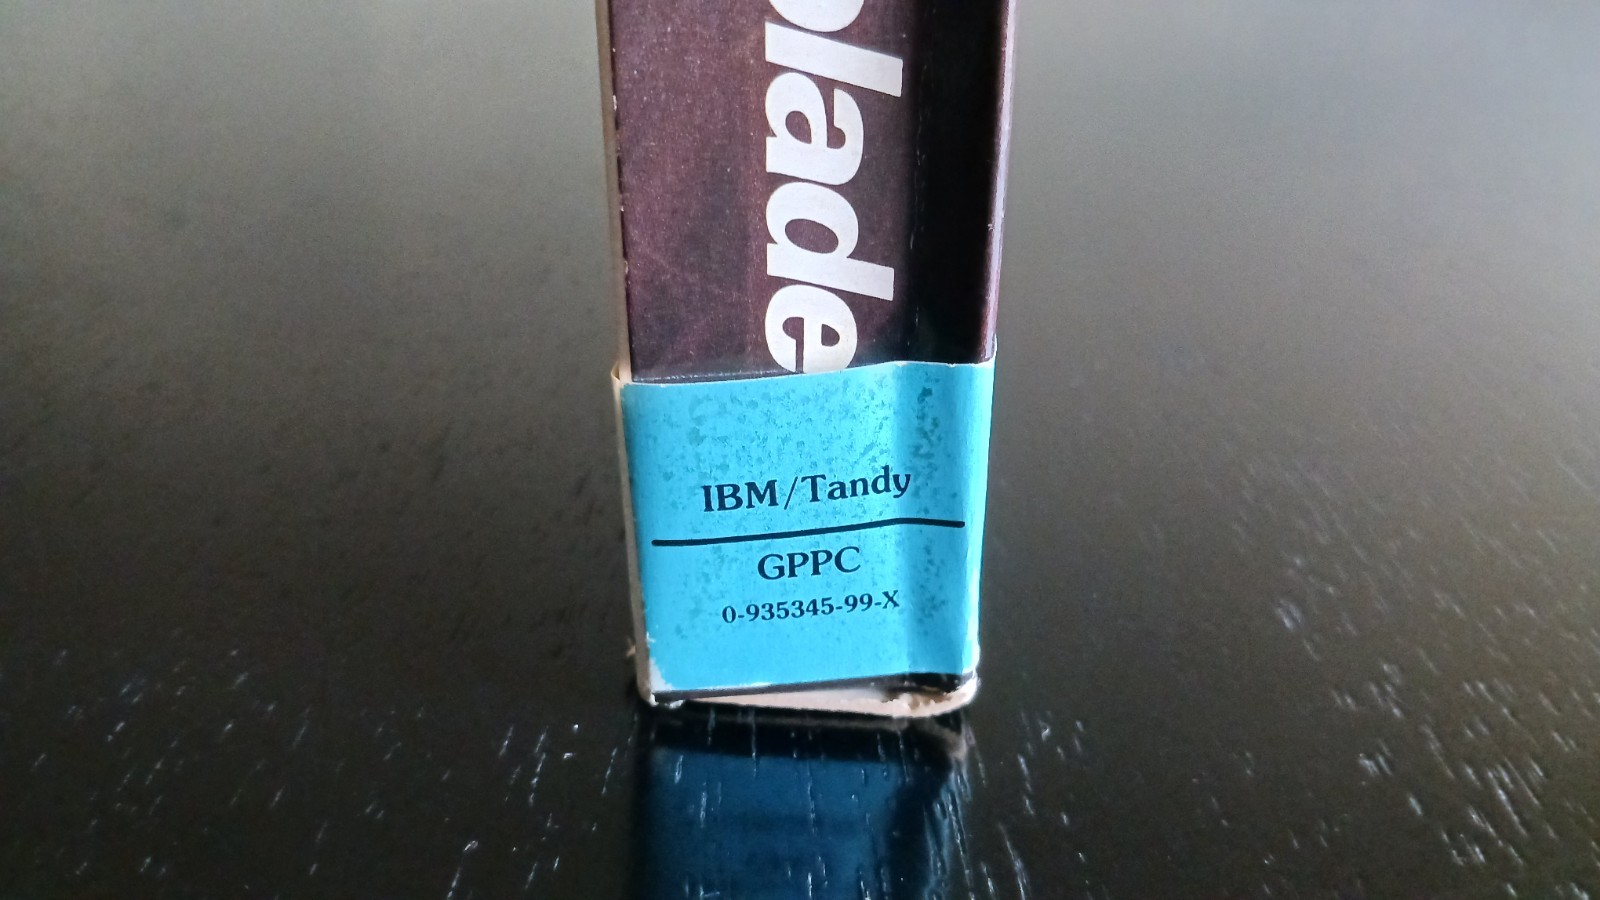 blade
IBM/Tandy
GPPC
0-935345-99-X